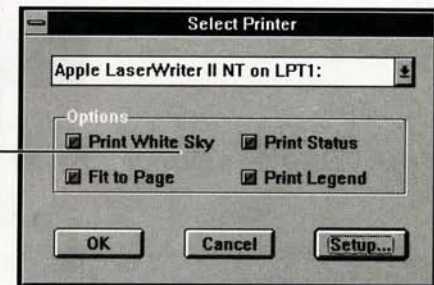 Select Printer
Apple LaserWriter II NT on LPT1:
Options
Print White Sky Print Status
Fit to Page Print Legend
OK Cancel Setup...